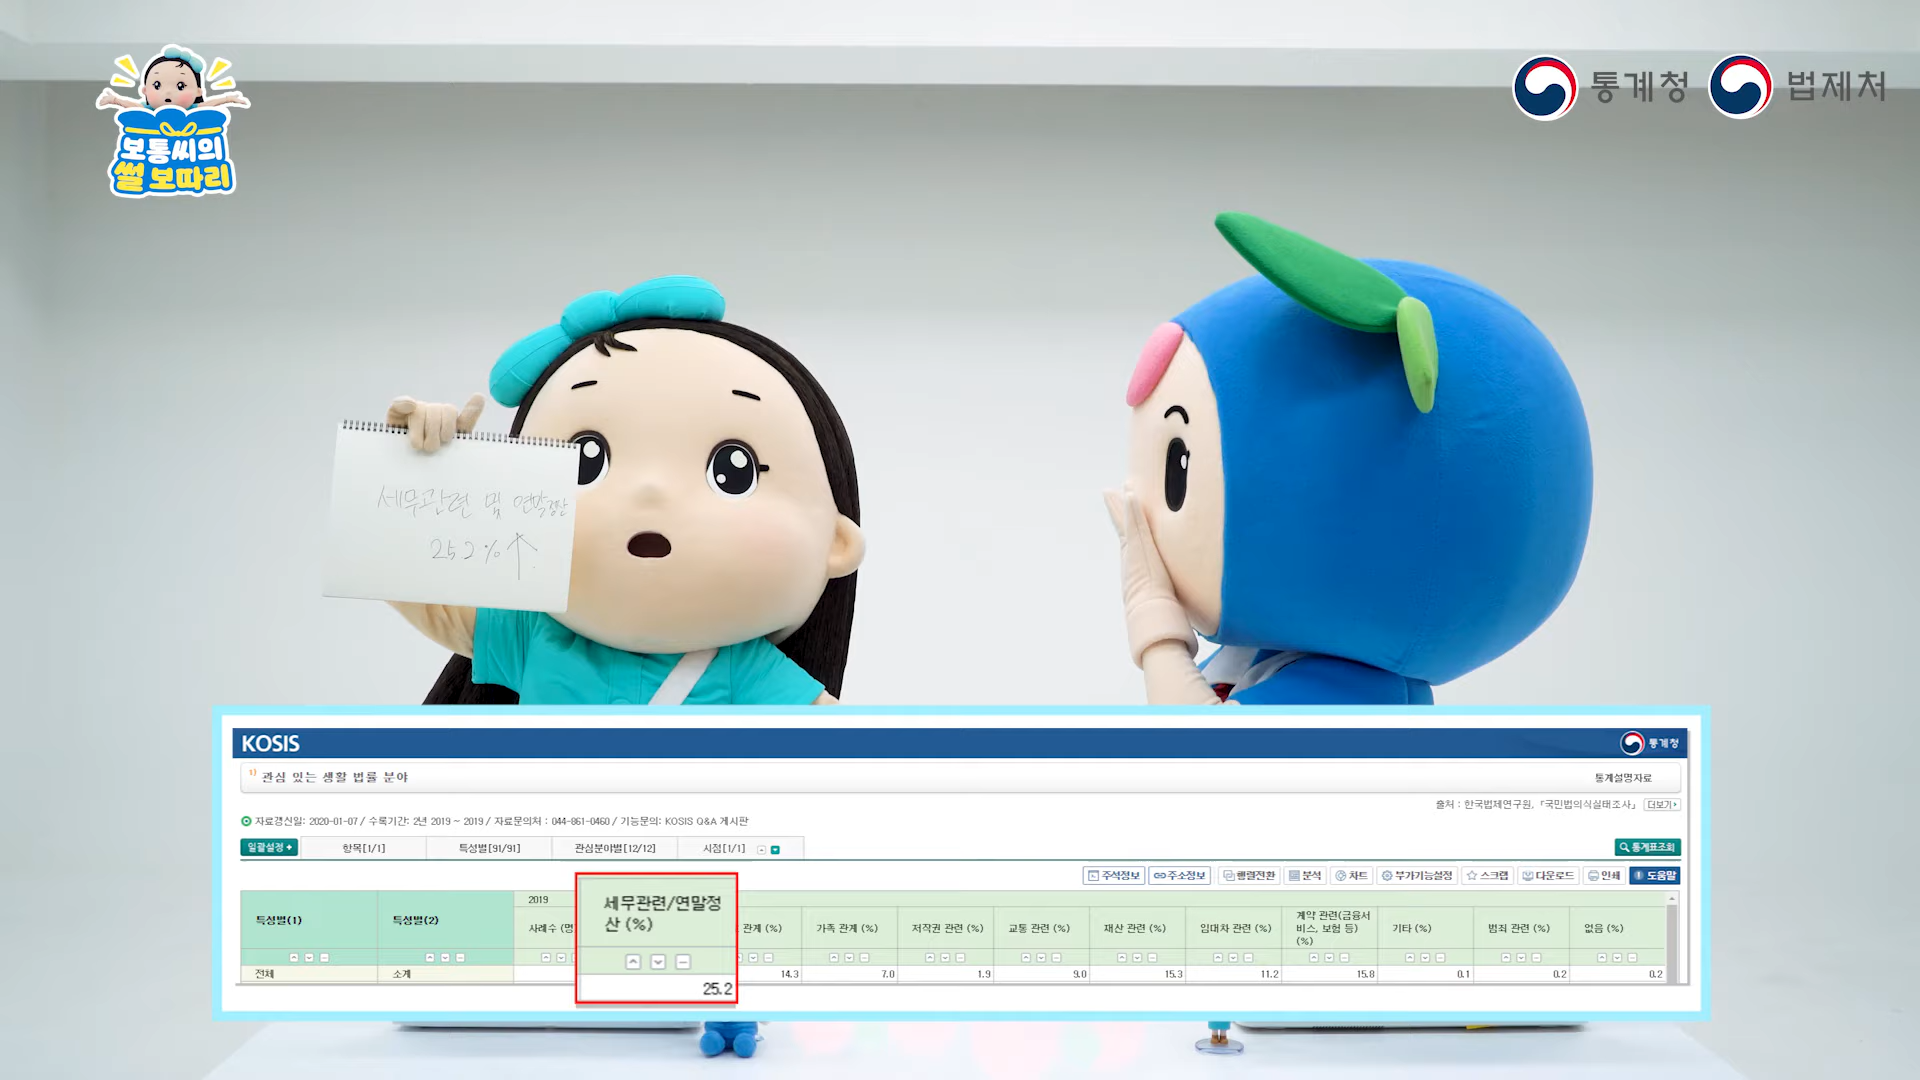 보통씨의
썰 보따리
통계청 법제처
세무관련 및 연말정산
25.2% ↑
KOSIS
통계청
1) 관심 있는 생활 법률 분야
통계설명자료
출처 : 한국법제연구원, 「국민법의식실태조사」 더보기
자료갱신일: 2020-01-07 / 수록기간: 2년 2019 ~ 2019 / 자료문의처 : 044-861-0460 / 기능문의: KOSIS Q&A 게시판
일괄설정 + 항목[1/1] 특성별[91/91] 관심분야별[12/12] 시점[1/1] 통계표조회
주석정보 주소정보 행렬전환 분석 차트 부가기능설정 스크랩 다운로드 인쇄 도움말
특성별(1) 특성별(2) 2019
사례수 (명 세무관련/연말정산 (%) 관계 (%) 가족 관계 (%) 저작권 관련 (%) 교통 관련 (%) 재산 관련 (%) 임대차 관련 (%) 계약 관련(금융서비스, 보험 등) (%) 기타 (%) 범죄 관련 (%) 없음 (%)
전체 소계 25.2 14.3 7.0 1.9 9.0 15.3 11.2 15.8 0.1 0.2 0.2